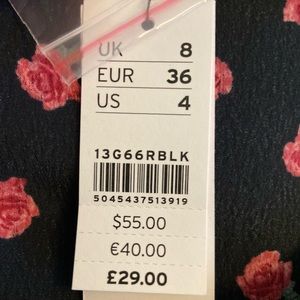 UK 8
EUR 36
US 4
13G66RBLK
5045437513919
$55.00
€40.00
£29.00